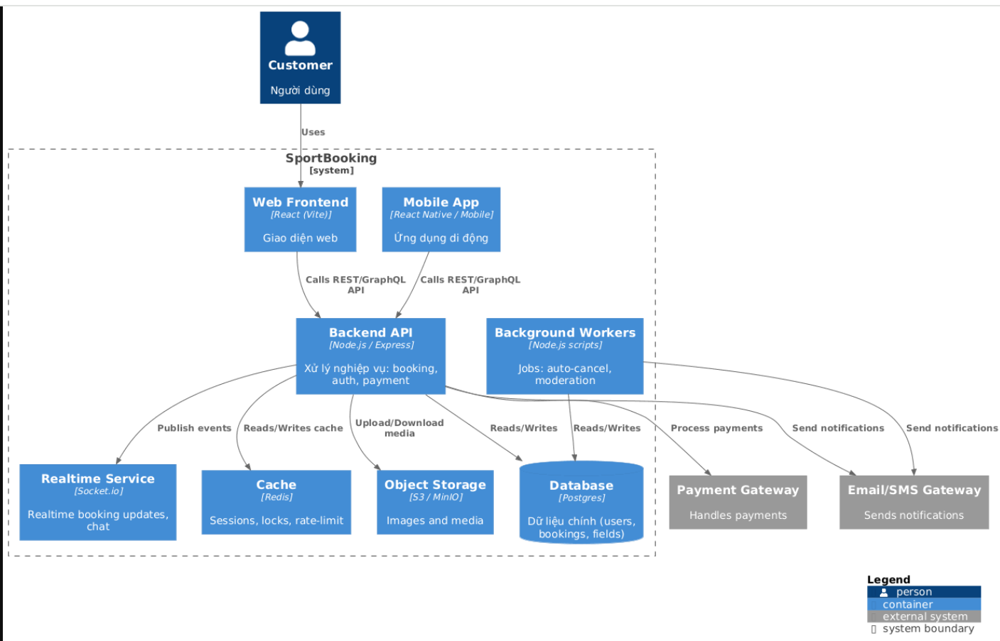 Customer
Người dùng
Uses
SportBooking
[system]
Web Frontend
[React (Vite)]
Giao diện web
Mobile App
[React Native / Mobile]
Ứng dụng di động
Calls REST/GraphQL
API
Calls REST/GraphQL
API
Backend API
[Node.js / Express]
Xử lý nghiệp vụ: booking,
auth, payment
Background Workers
[Node.js scripts]
Jobs: auto-cancel,
moderation
Publish events
Reads/Writes cache
Upload/Download
media
Reads/Writes
Reads/Writes
Process payments
Send notifications
Send notifications
Realtime Service
[Socket.io]
Realtime booking updates,
chat
Cache
[Redis]
Sessions, locks, rate-limit
Object Storage
[S3 / MinIO]
Images and media
Database
[Postgres]
Dữ liệu chính (users,
bookings, fields)
Payment Gateway
Handles payments
Email/SMS Gateway
Sends notifications
Legend
person
container
external system
system boundary